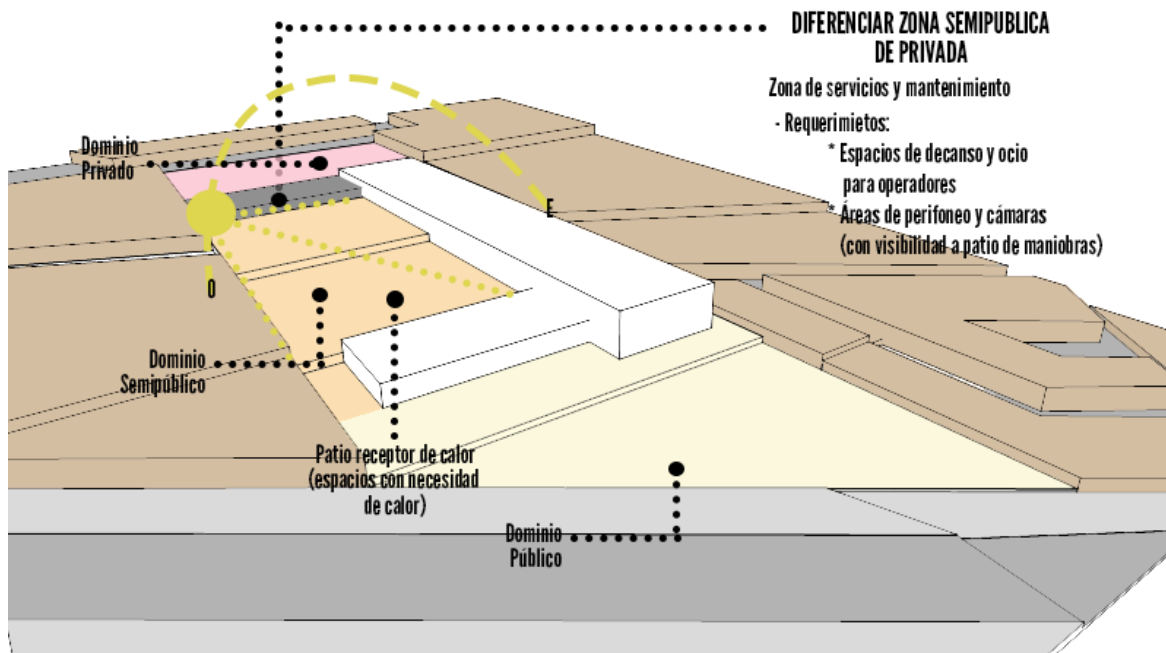 DIFERENCIAR ZONA SEMIPUBLICA
DE PRIVADA
Zona de servicios y mantenimiento
- Requerimietos:
* Espacios de decanso y ocio
para operadores
* Áreas de perifoneo y cámaras
(con visibilidad a patio de maniobras)
Dominio
Privado
E
O
Dominio
Semipúblico
Patio receptor de calor
(espacios con necesidad
de calor)
Dominio
Público